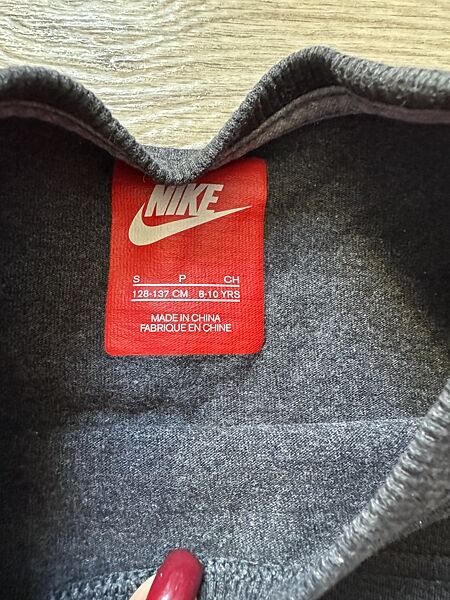 NIKE
S P CH
128-137 CM 8-10 YRS
MADE IN CHINA
FABRIQUE EN CHINE